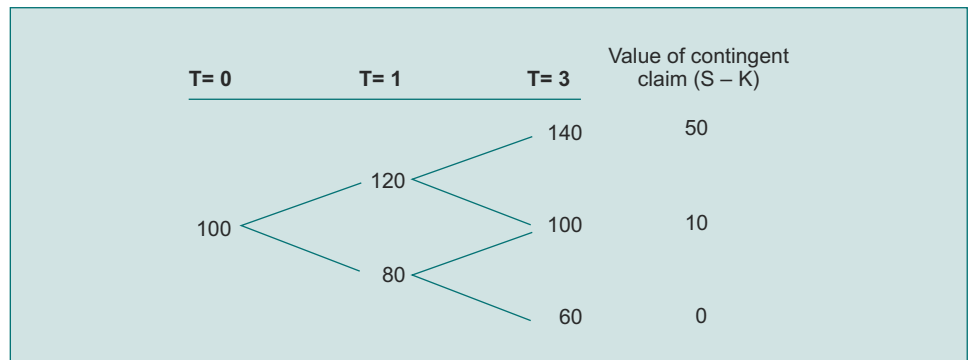 Value of contingent
claim (S – K)
T= 0 T= 1 T= 3
140 50
120
100 100 10
80
60 0